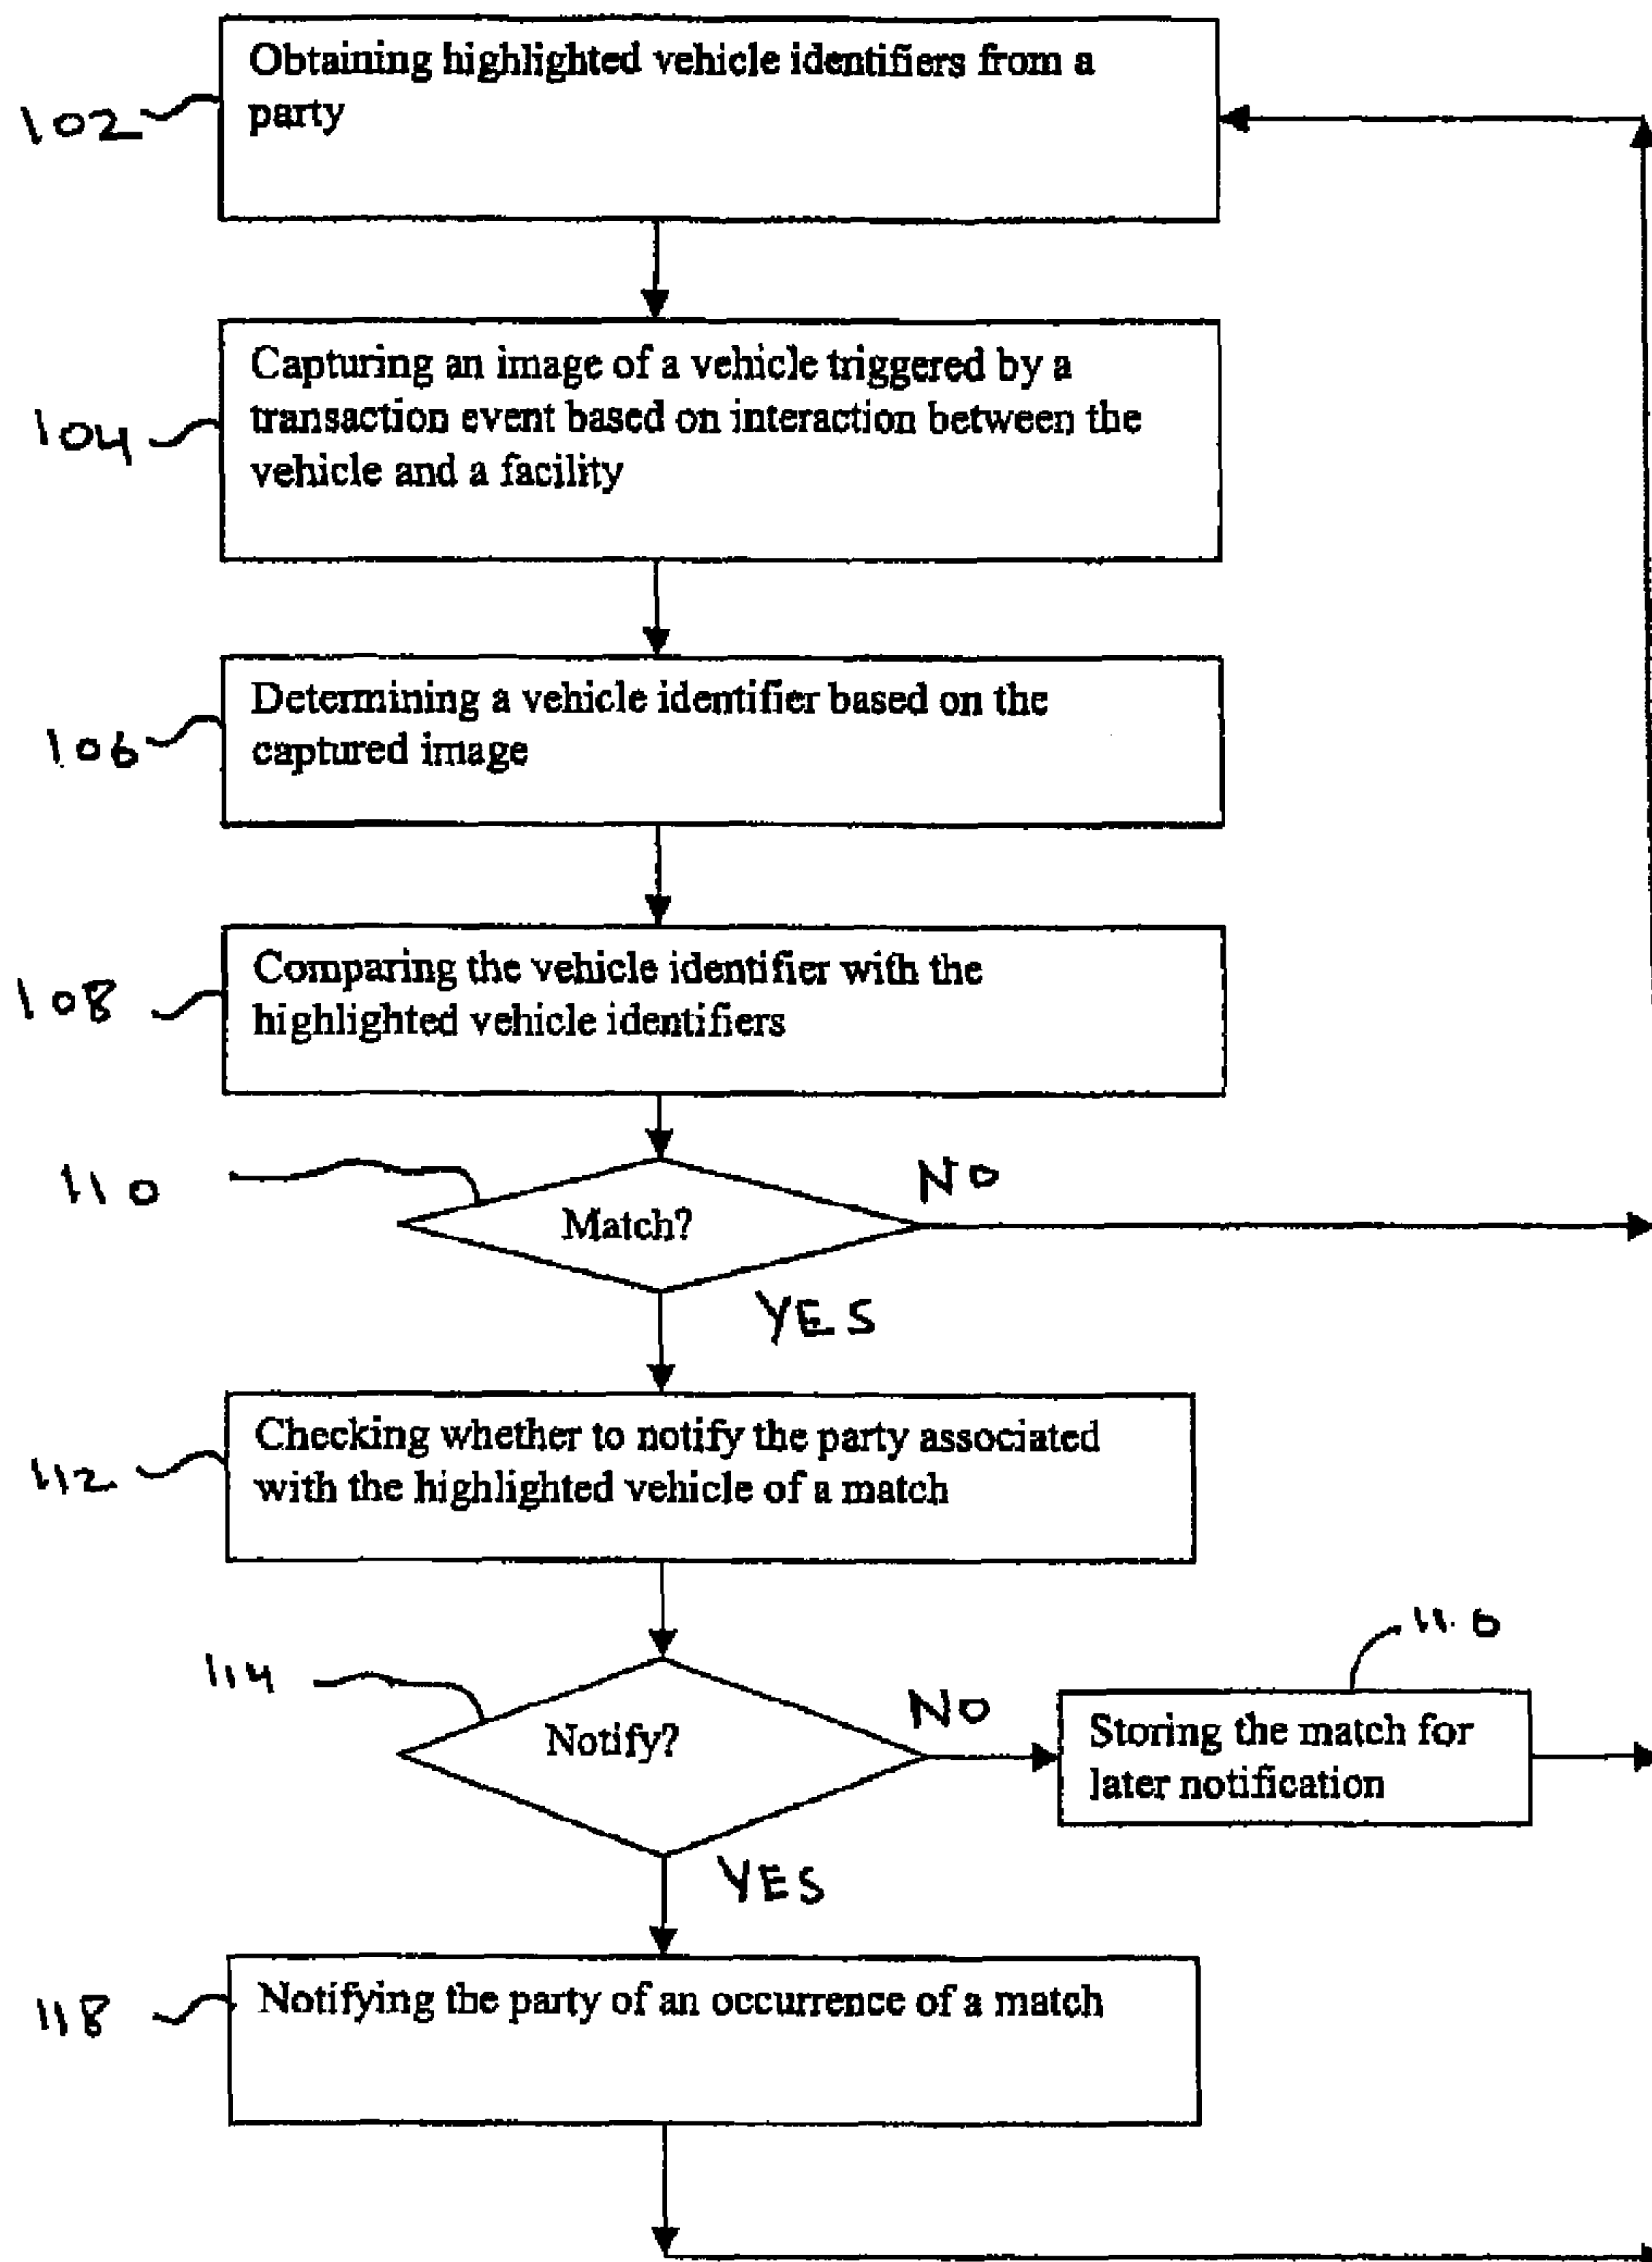 Obtaining highlighted vehicle identifiers from a
party
102
Capturing an image of a vehicle triggered by a
transaction event based on interaction between the
vehicle and a facility
104
Determining a vehicle identifier based on the
captured image
106
Comparing the vehicle identifier with the
highlighted vehicle identifiers
108
110
Match?
NO
YES
Checking whether to notify the party associated
with the highlighted vehicle of a match
112
114
Notify?
NO
Storing the match for
later notification
YES
Notifying the party of an occurrence of a match
118